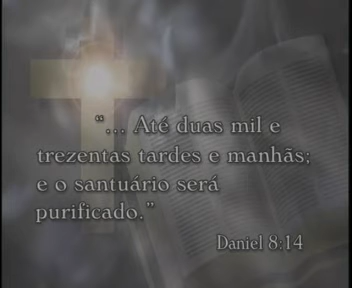 “... Até duas mil e
trezentas tardes e manhãs;
e o santuário será
purificado.”
Daniel 8:14